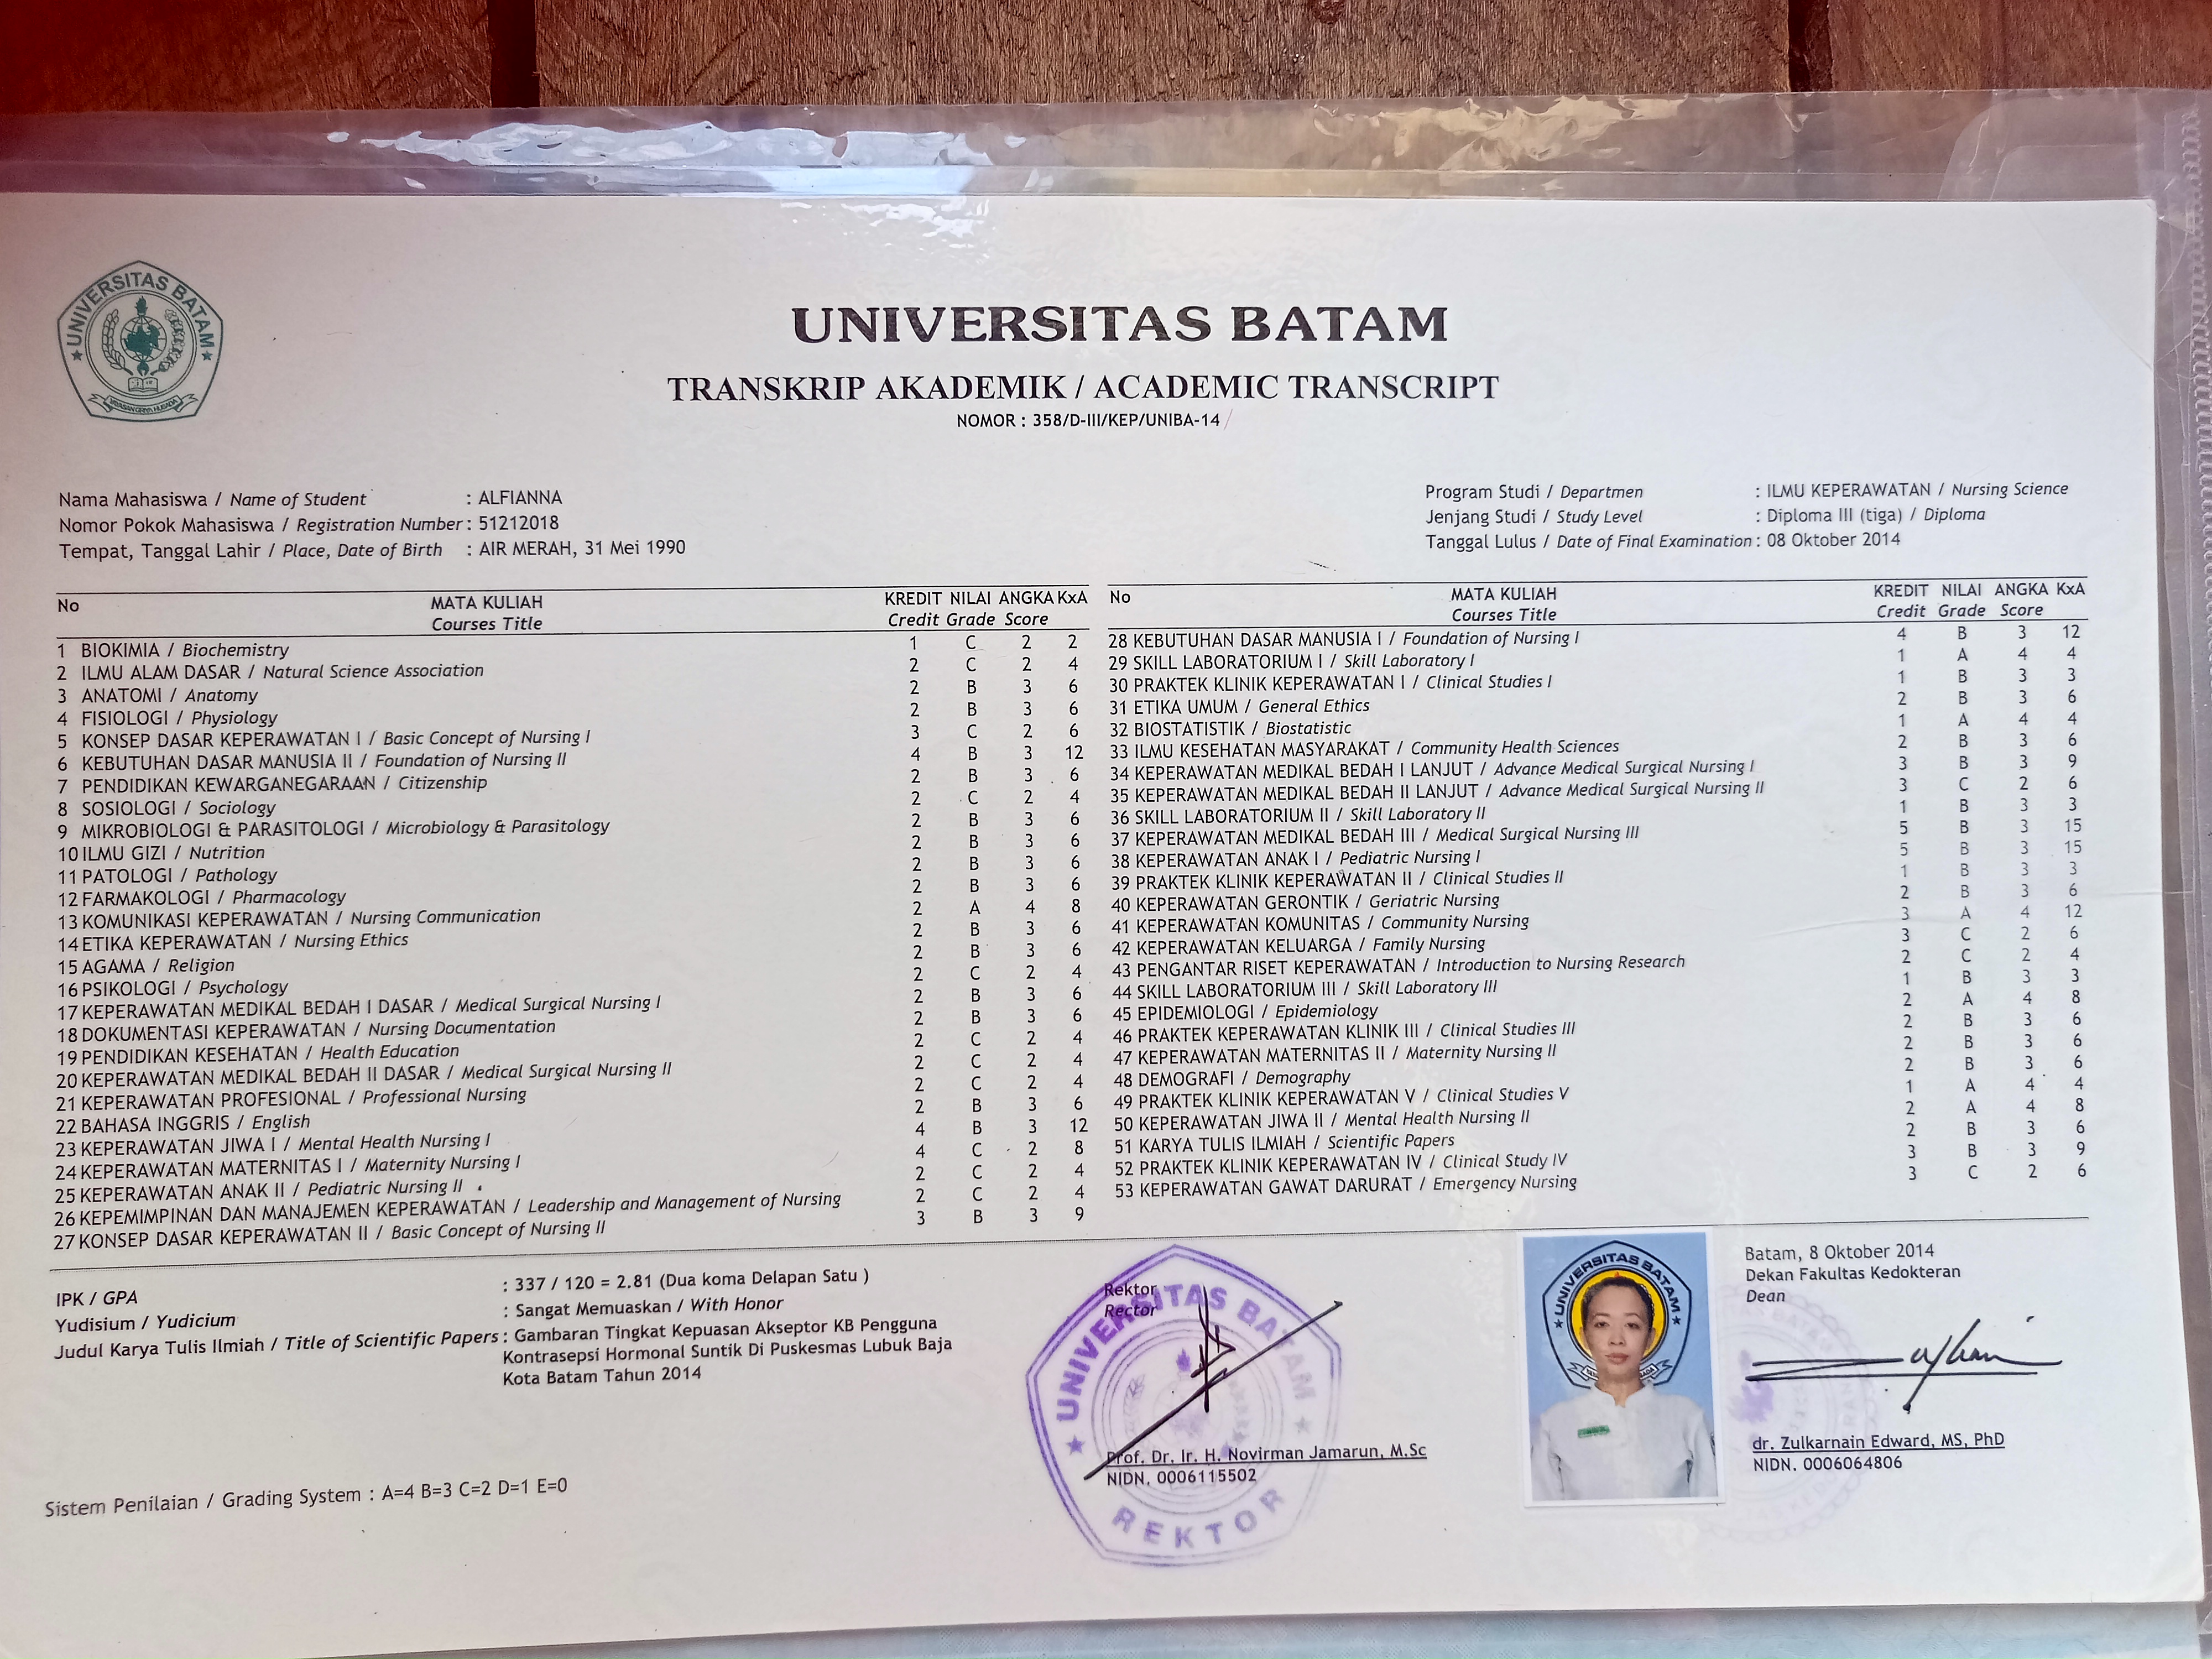 UNIVERSITAS BATAM
UNIVERSITAS BATAM
TRANSKRIP AKADEMIK / ACADEMIC TRANSCRIPT
NOMOR : 358/D-III/KEP/UNIBA-14
Nama Mahasiswa / Name of Student : ALFIANNA
Nomor Pokok Mahasiswa / Registration Number : 51212018
Tempat, Tanggal Lahir / Place, Date of Birth : AIR MERAH, 31 Mei 1990
Program Studi / Departmen : ILMU KEPERAWATAN / Nursing Science
Jenjang Studi / Study Level : Diploma III (tiga) / Diploma
Tanggal Lulus / Date of Final Examination : 08 Oktober 2014
No MATA KULIAH KREDIT NILAI ANGKA KxA
Courses Title Credit Grade Score
1 BIOKIMIA / Biochemistry 1 C 2 2
2 ILMU ALAM DASAR / Natural Science Association 2 C 2 4
3 ANATOMI / Anatomy 2 B 3 6
4 FISIOLOGI / Physiology 2 B 3 6
5 KONSEP DASAR KEPERAWATAN I / Basic Concept of Nursing I 3 C 2 6
6 KEBUTUHAN DASAR MANUSIA II / Foundation of Nursing II 4 B 3 12
7 PENDIDIKAN KEWARGANEGARAAN / Citizenship 2 B 3 6
8 SOSIOLOGI / Sociology 2 C 2 4
9 MIKROBIOLOGI & PARASITOLOGI / Microbiology & Parasitology 2 B 3 6
10 ILMU GIZI / Nutrition 2 B 3 6
11 PATOLOGI / Pathology 2 B 3 6
12 FARMAKOLOGI / Pharmacology 2 B 3 6
13 KOMUNIKASI KEPERAWATAN / Nursing Communication 2 A 4 8
14 ETIKA KEPERAWATAN / Nursing Ethics 2 B 3 6
15 AGAMA / Religion 2 B 3 6
16 PSIKOLOGI / Psychology 2 C 2 4
17 KEPERAWATAN MEDIKAL BEDAH I DASAR / Medical Surgical Nursing I 2 B 3 6
18 DOKUMENTASI KEPERAWATAN / Nursing Documentation 2 B 3 6
19 PENDIDIKAN KESEHATAN / Health Education 2 C 2 4
20 KEPERAWATAN MEDIKAL BEDAH II DASAR / Medical Surgical Nursing II 2 C 2 4
21 KEPERAWATAN PROFESIONAL / Professional Nursing 2 C 2 4
22 BAHASA INGGRIS / English 2 B 3 6
23 KEPERAWATAN JIWA I / Mental Health Nursing I 4 B 3 12
24 KEPERAWATAN MATERNITAS I / Maternity Nursing I 4 C 2 8
25 KEPERAWATAN ANAK II / Pediatric Nursing II 2 C 2 4
26 KEPEMIMPINAN DAN MANAJEMEN KEPERAWATAN / Leadership and Management of Nursing 2 C 2 4
27 KONSEP DASAR KEPERAWATAN II / Basic Concept of Nursing II 3 B 3 9
No MATA KULIAH KREDIT NILAI ANGKA KxA
Courses Title Credit Grade Score
28 KEBUTUHAN DASAR MANUSIA I / Foundation of Nursing I 4 B 3 12
29 SKILL LABORATORIUM I / Skill Laboratory I 1 A 4 4
30 PRAKTEK KLINIK KEPERAWATAN I / Clinical Studies I 1 B 3 3
31 ETIKA UMUM / General Ethics 2 B 3 6
32 BIOSTATISTIK / Biostatistic 1 A 4 4
33 ILMU KESEHATAN MASYARAKAT / Community Health Sciences 2 B 3 6
34 KEPERAWATAN MEDIKAL BEDAH I LANJUT / Advance Medical Surgical Nursing I 3 B 3 9
35 KEPERAWATAN MEDIKAL BEDAH II LANJUT / Advance Medical Surgical Nursing II 3 C 2 6
36 SKILL LABORATORIUM II / Skill Laboratory II 1 B 3 3
37 KEPERAWATAN MEDIKAL BEDAH III / Medical Surgical Nursing III 5 B 3 15
38 KEPERAWATAN ANAK I / Pediatric Nursing I 5 B 3 15
39 PRAKTEK KLINIK KEPERAWATAN II / Clinical Studies II 1 B 3 3
40 KEPERAWATAN GERONTIK / Geriatric Nursing 2 B 3 6
41 KEPERAWATAN KOMUNITAS / Community Nursing 3 A 4 12
42 KEPERAWATAN KELUARGA / Family Nursing 3 C 2 6
43 PENGANTAR RISET KEPERAWATAN / Introduction to Nursing Research 2 C 2 4
44 SKILL LABORATORIUM III / Skill Laboratory III 1 B 3 3
45 EPIDEMIOLOGI / Epidemiology 2 A 4 8
46 PRAKTEK KEPERAWATAN KLINIK III / Clinical Studies III 2 B 3 6
47 KEPERAWATAN MATERNITAS II / Maternity Nursing II 2 B 3 6
48 DEMOGRAFI / Demography 2 B 3 6
49 PRAKTEK KLINIK KEPERAWATAN V / Clinical Studies V 1 A 4 4
50 KEPERAWATAN JIWA II / Mental Health Nursing II 2 A 4 8
51 KARYA TULIS ILMIAH / Scientific Papers 2 B 3 6
52 PRAKTEK KLINIK KEPERAWATAN IV / Clinical Study IV 3 B 3 9
53 KEPERAWATAN GAWAT DARURAT / Emergency Nursing 3 C 2 6
IPK / GPA : 337 / 120 = 2.81 (Dua koma Delapan Satu )
Yudisium / Yudicium : Sangat Memuaskan / With Honor
Judul Karya Tulis Ilmiah / Title of Scientific Papers : Gambaran Tingkat Kepuasan Akseptor KB Pengguna
Kontrasepsi Hormonal Suntik Di Puskesmas Lubuk Baja
Kota Batam Tahun 2014
Sistem Penilaian / Grading System : A=4 B=3 C=2 D=1 E=0
Rektor
Rector
UNIVERSITAS BATAM
REKTOR
Prof. Dr. Ir. H. Novirman Jamarun, M.Sc
NIDN. 0006115502
UNIVERSITAS BATAM
Batam, 8 Oktober 2014
Dekan Fakultas Kedokteran
Dean
dr. Zulkarnain Edward, MS, PhD
NIDN. 0006064806